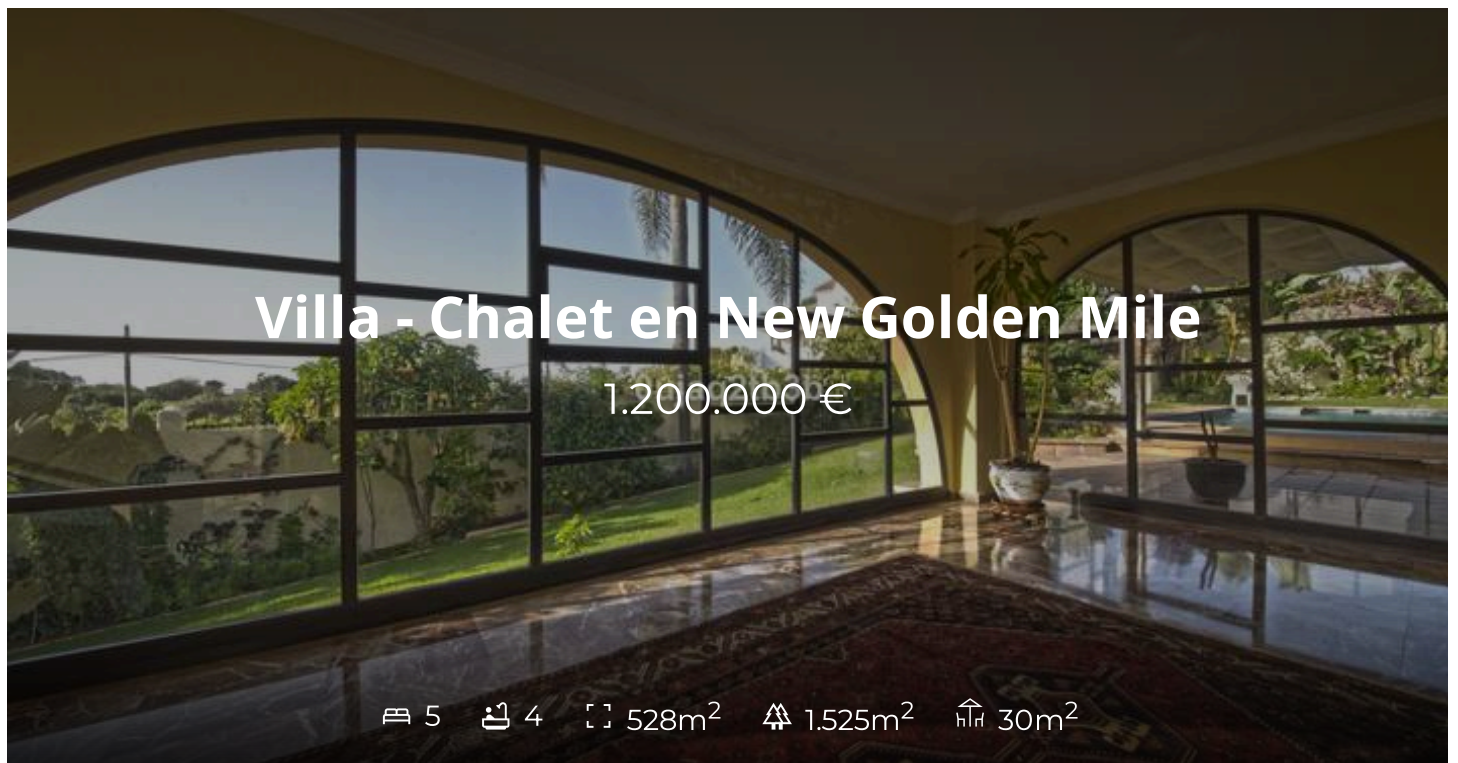 Villa - Chalet en New Golden Mile
1.200.000 €
5 4 528m² 1.525m² 30m²